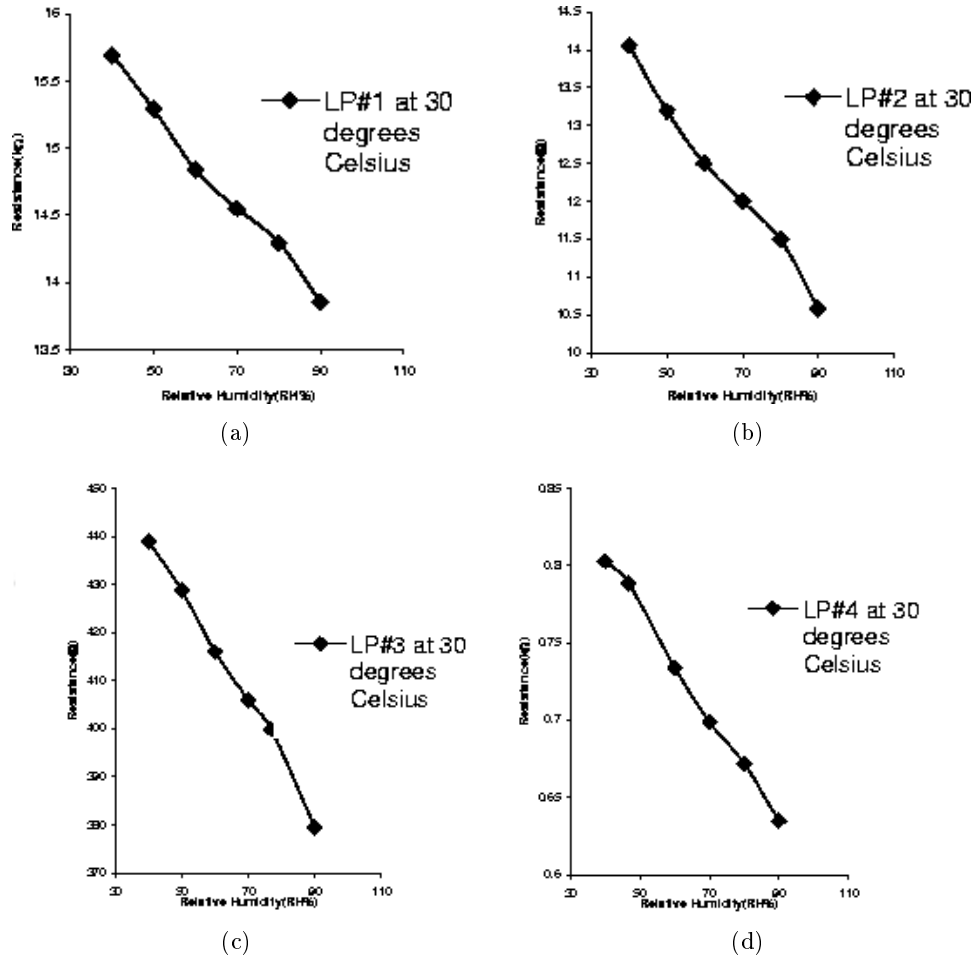 16
15.5
15
14.5
14
13.5
30
50
70
90
110
Resistance(kΩ)
Relative Humidity(RH%)
LP#1 at 30
degrees
Celsius
(a)
14.5
14
13.5
13
12.5
12
11.5
11
10.5
10
30
50
70
90
110
Relative Humidity(RH%)
LP#2 at 30
degrees
Celsius
(b)
450
440
430
420
410
400
390
380
370
30
50
70
90
110
Relative Humidity(RH%)
LP#3 at 30
degrees
Celsius
(c)
0.85
0.8
0.75
0.7
0.65
0.6
30
50
70
90
110
Resistance(kΩ)
Relative Humidity(RH%)
LP#4 at 30
degrees
Celsius
(d)